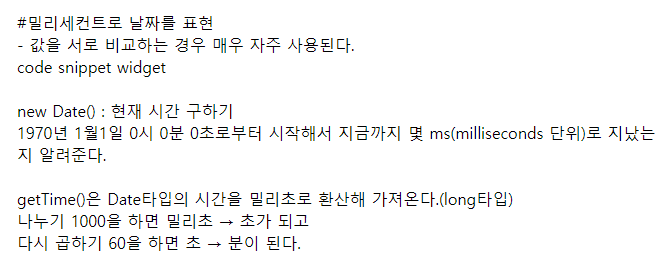 #밀리세컨트로 날짜를 표현
- 값을 서로 비교하는 경우 매우 자주 사용된다.
code snippet widget
new Date() : 현재 시간 구하기
1970년 1월1일 0시 0분 0초로부터 시작해서 지금까지 몇 ms(milliseconds 단위)로 지났는
지 알려준다.
getTime()은 Date타입의 시간을 밀리초로 환산해 가져온다.(long타입)
나누기 1000을 하면 밀리초 → 초가 되고
다시 곱하기 60을 하면 초 → 분이 된다.